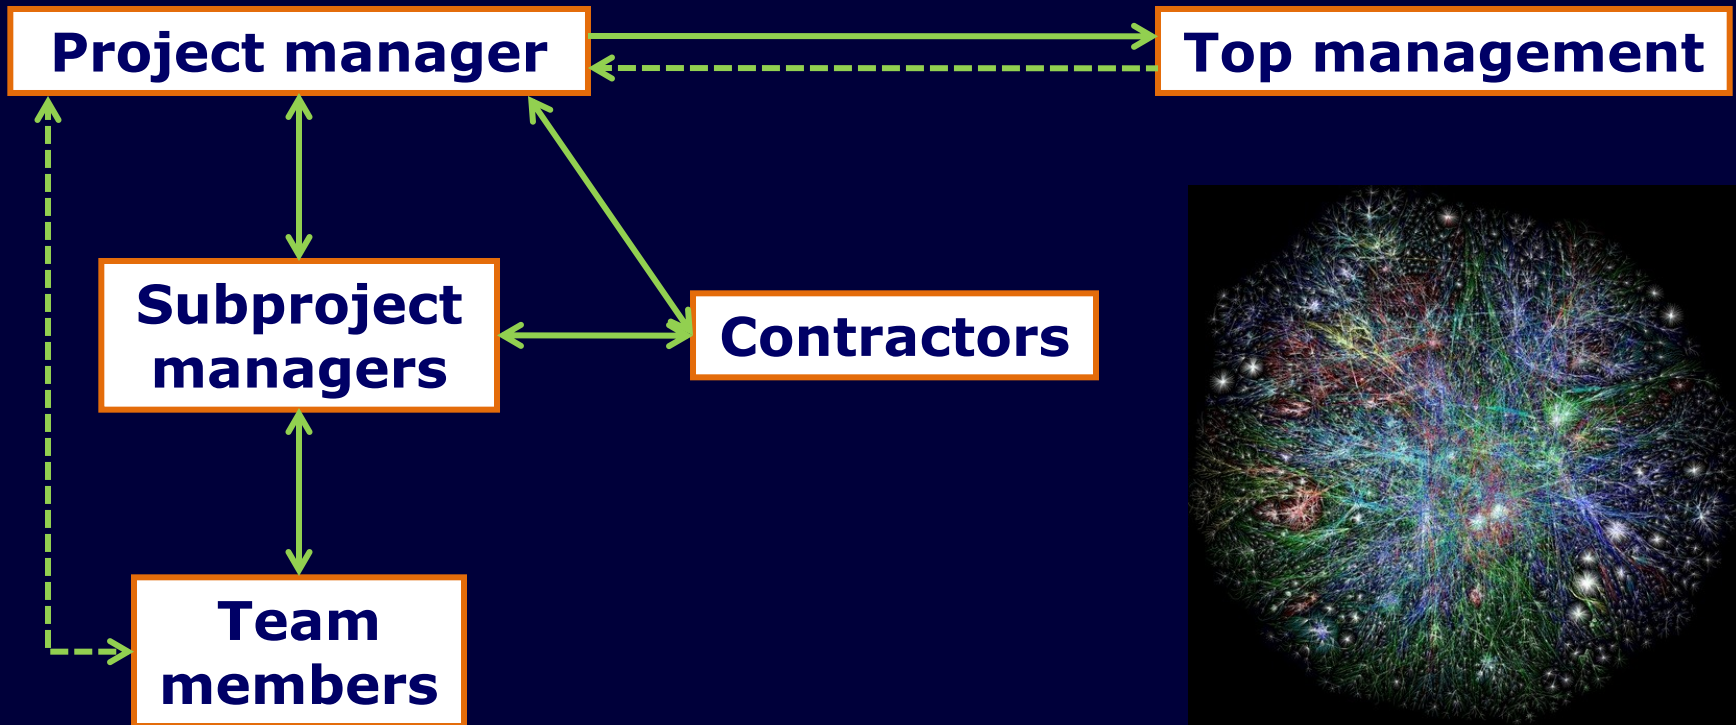 Project manager
Top management
Subproject
managers
Contractors
Team
members